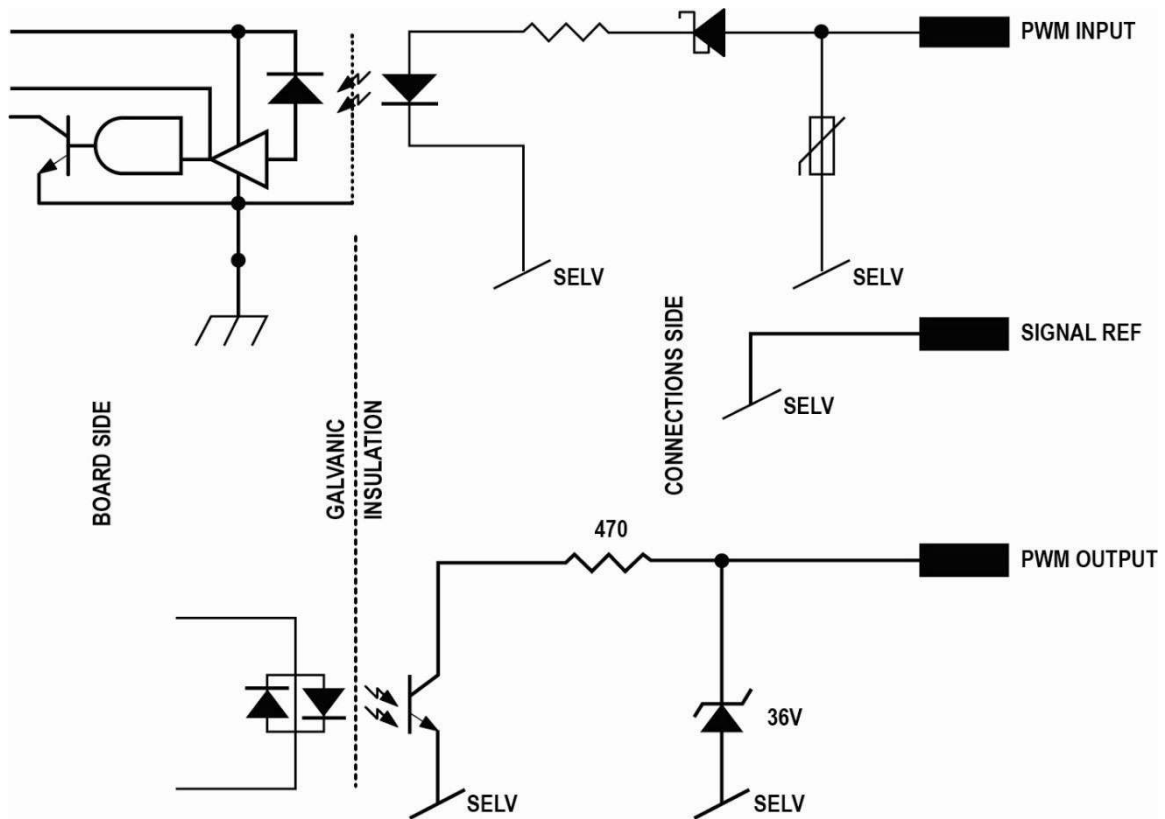 PWM INPUT
SELV
SELV
SIGNAL REF
SELV
BOARD SIDE
GALVANIC
INSULATION
CONNECTIONS SIDE
470
PWM OUTPUT
36V
SELV
SELV